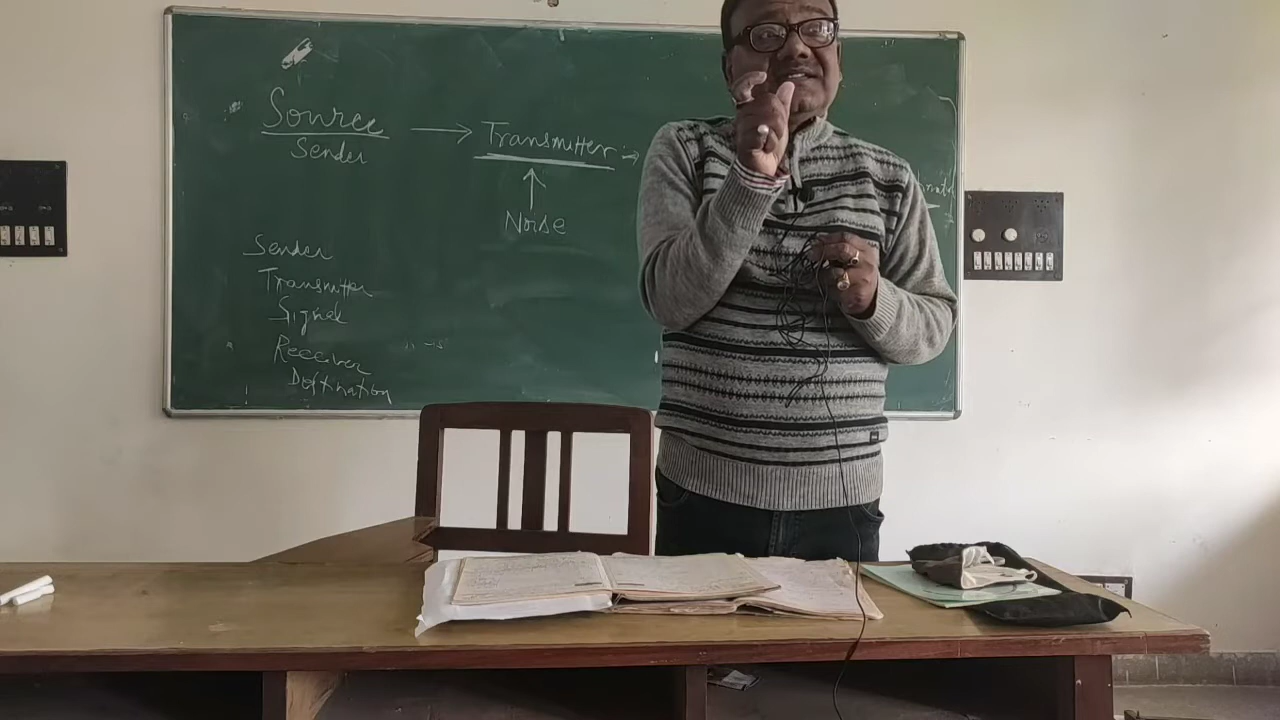 Source → Transmitter →
Sender
↑
Noise
Sender
Transmitter
Signal
Receiver
Destination